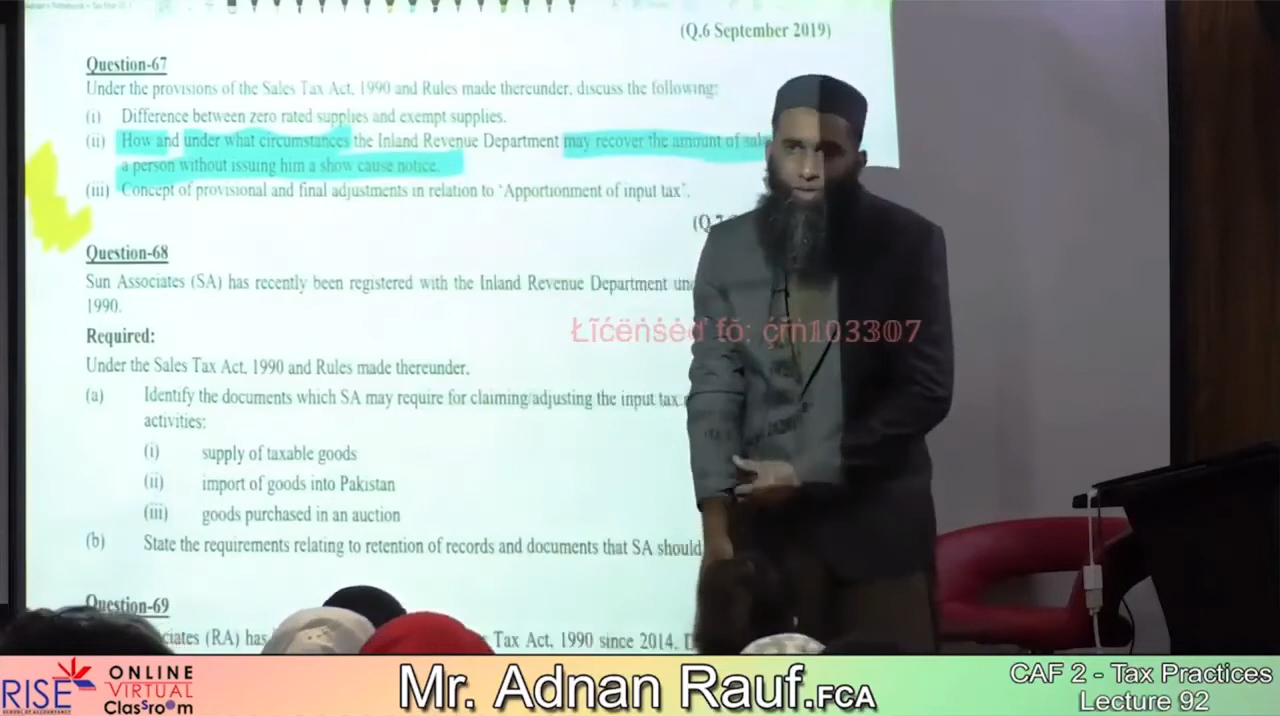 (Q.6 September 2019)
Question-67
Under the provisions of the Sales Tax Act, 1990 and Rules made thereunder, discuss the following:
(i) Difference between zero rated supplies and exempt supplies.
(ii) How and under what circumstances the Inland Revenue Department may recover the amount of
a person without issuing him a show cause notice.
(iii) Concept of provisional and final adjustments in relation to 'Apportionment of input tax'.
(Q.7
Question-68
Sun Associates (SA) has recently been registered with the Inland Revenue Department
1990.
Required:
Under the Sales Tax Act, 1990 and Rules made thereunder,
(a) Identify the documents which SA may require for claiming/adjusting the input tax
activities:
(i) supply of taxable goods
(ii) import of goods into Pakistan
(iii) goods purchased in an auction
(b) State the requirements relating to retention of records and documents that SA should
Question-69
(RA) has Tax Act, 1990 since 2014.
Łĩćëṅṡėď fō: çm̈103307
RISE
ONLINE
VIRTUAL
Classroom
Mr. Adnan Rauf.FCA
CAF 2 - Tax Practices
Lecture 92